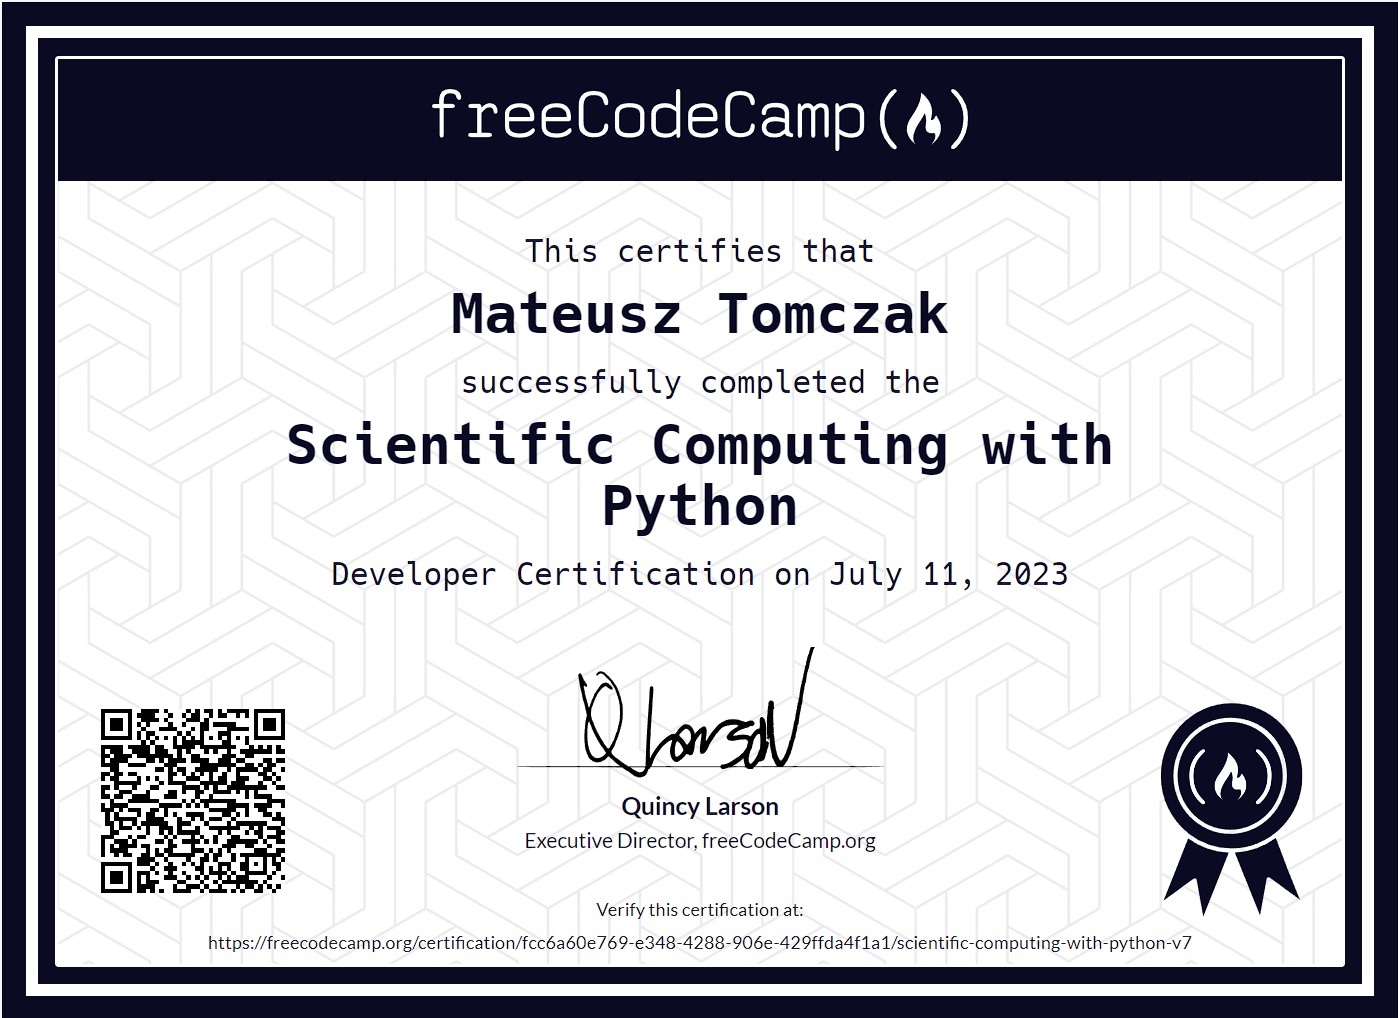 freeCodeCamp
This certifies that
Mateusz Tomczak
successfully completed the
Scientific Computing with
Python
Developer Certification on July 11, 2023
Q Larson
Quincy Larson
Executive Director, freeCodeCamp.org
Verify this certification at:
https://freecodecamp.org/certification/fcc6a60e769-e348-4288-906e-429ffda4f1a1/scientific-computing-with-python-v7